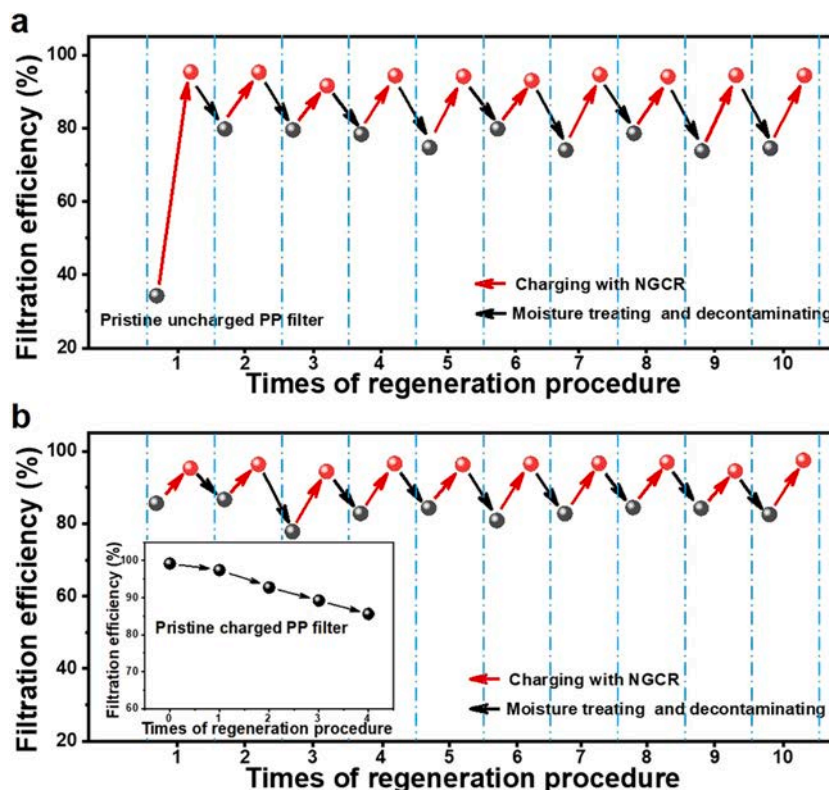 a
Filtration efficiency (%)
100
80
60
40
20
Pristine uncharged PP filter
Charging with NGCR
Moisture treating and decontaminating
1 2 3 4 5 6 7 8 9 10
Times of regeneration procedure
b
Filtration efficiency (%)
100
80
60
40
20
Filtration efficiency (%)
100
90
80
70
60
Pristine charged PP filter
0 1 2 3 4
Times of regeneration procedure
Charging with NGCR
Moisture treating and decontaminating
1 2 3 4 5 6 7 8 9 10
Times of regeneration procedure